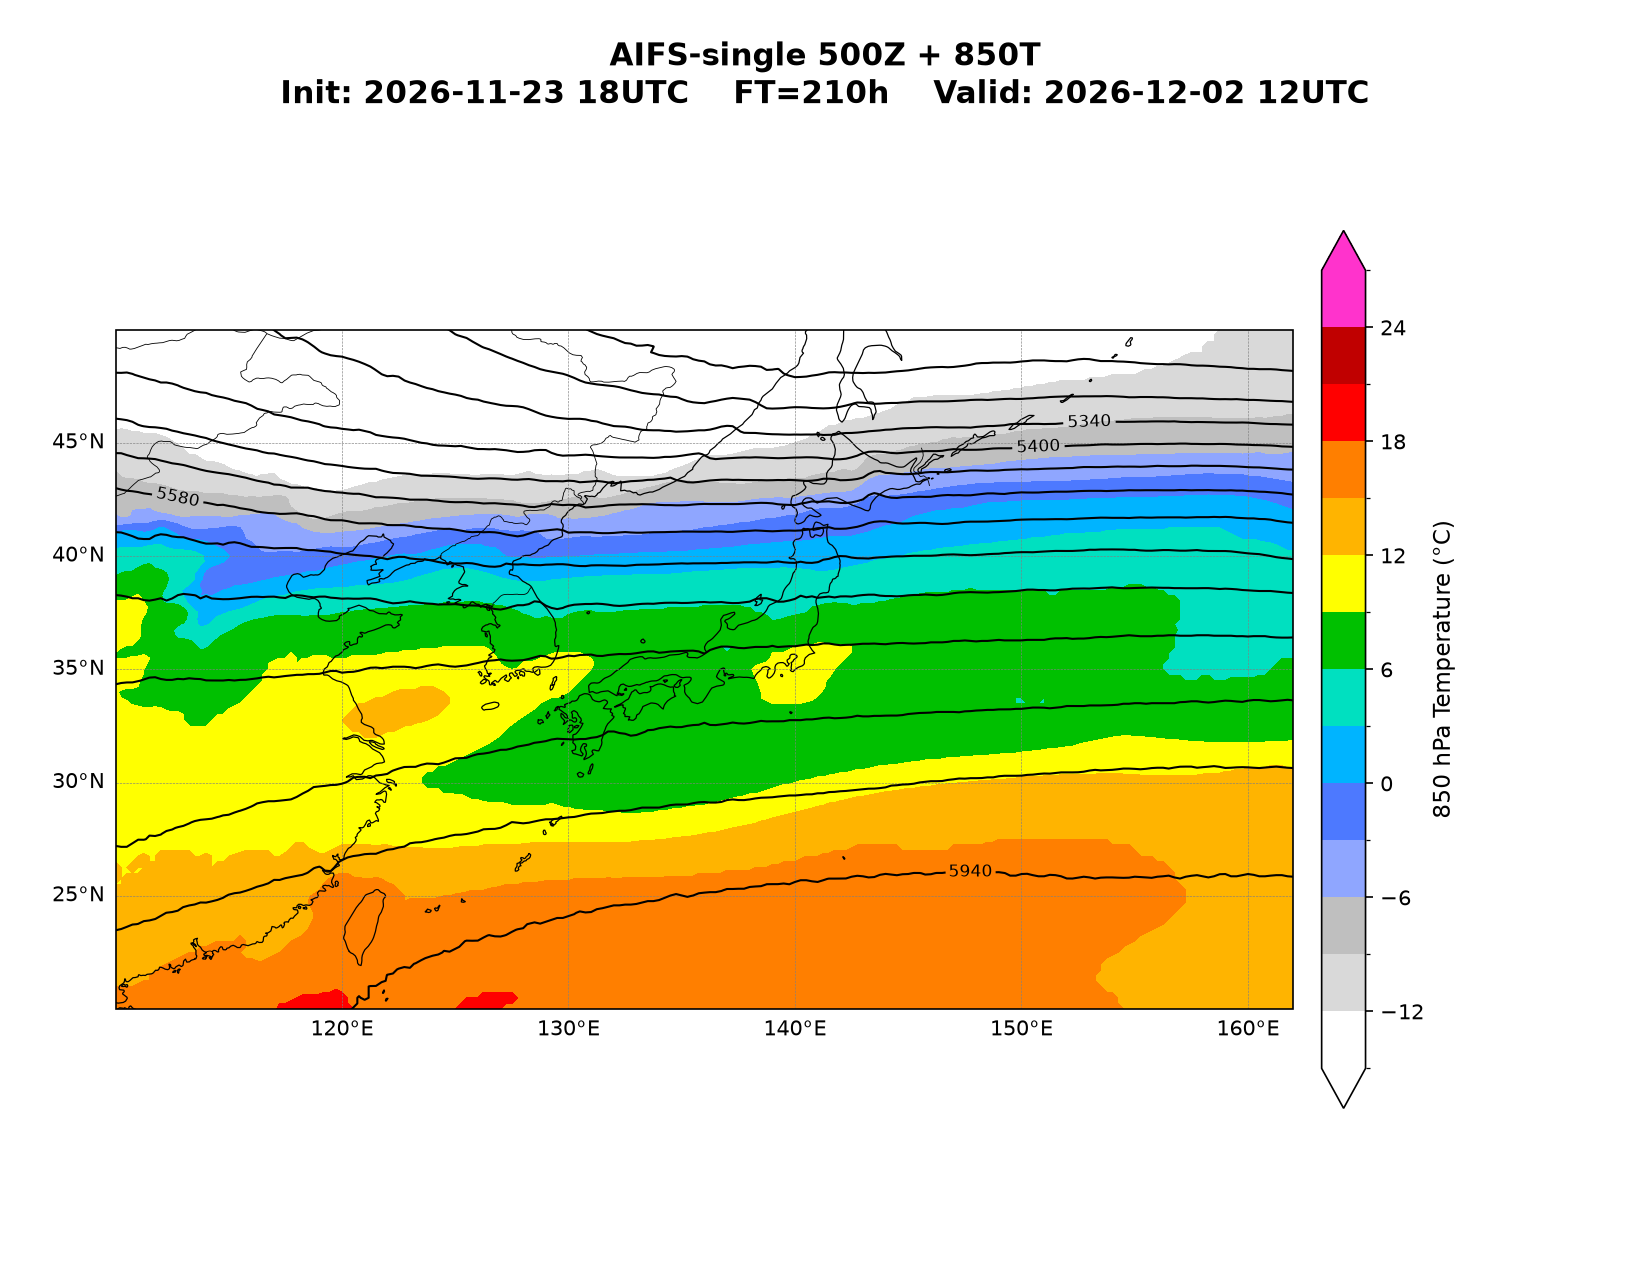 AIFS-single 500Z + 850T
Init: 2026-11-23 18UTC    FT=210h    Valid: 2026-12-02 12UTC
24
18
12
6
0
−6
−12
850 hPa Temperature (°C)
45°N
40°N
35°N
30°N
25°N
5340
5400
5580
5940
120°E
130°E
140°E
150°E
160°E